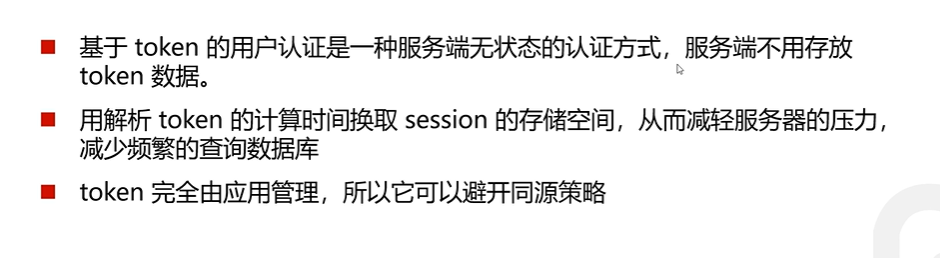 基于 token 的用户认证是一种服务端无状态的认证方式，服务端不用存放
token 数据。
用解析 token 的计算时间换取 session 的存储空间，从而减轻服务器的压力，
减少频繁的查询数据库
token 完全由应用管理，所以它可以避开同源策略